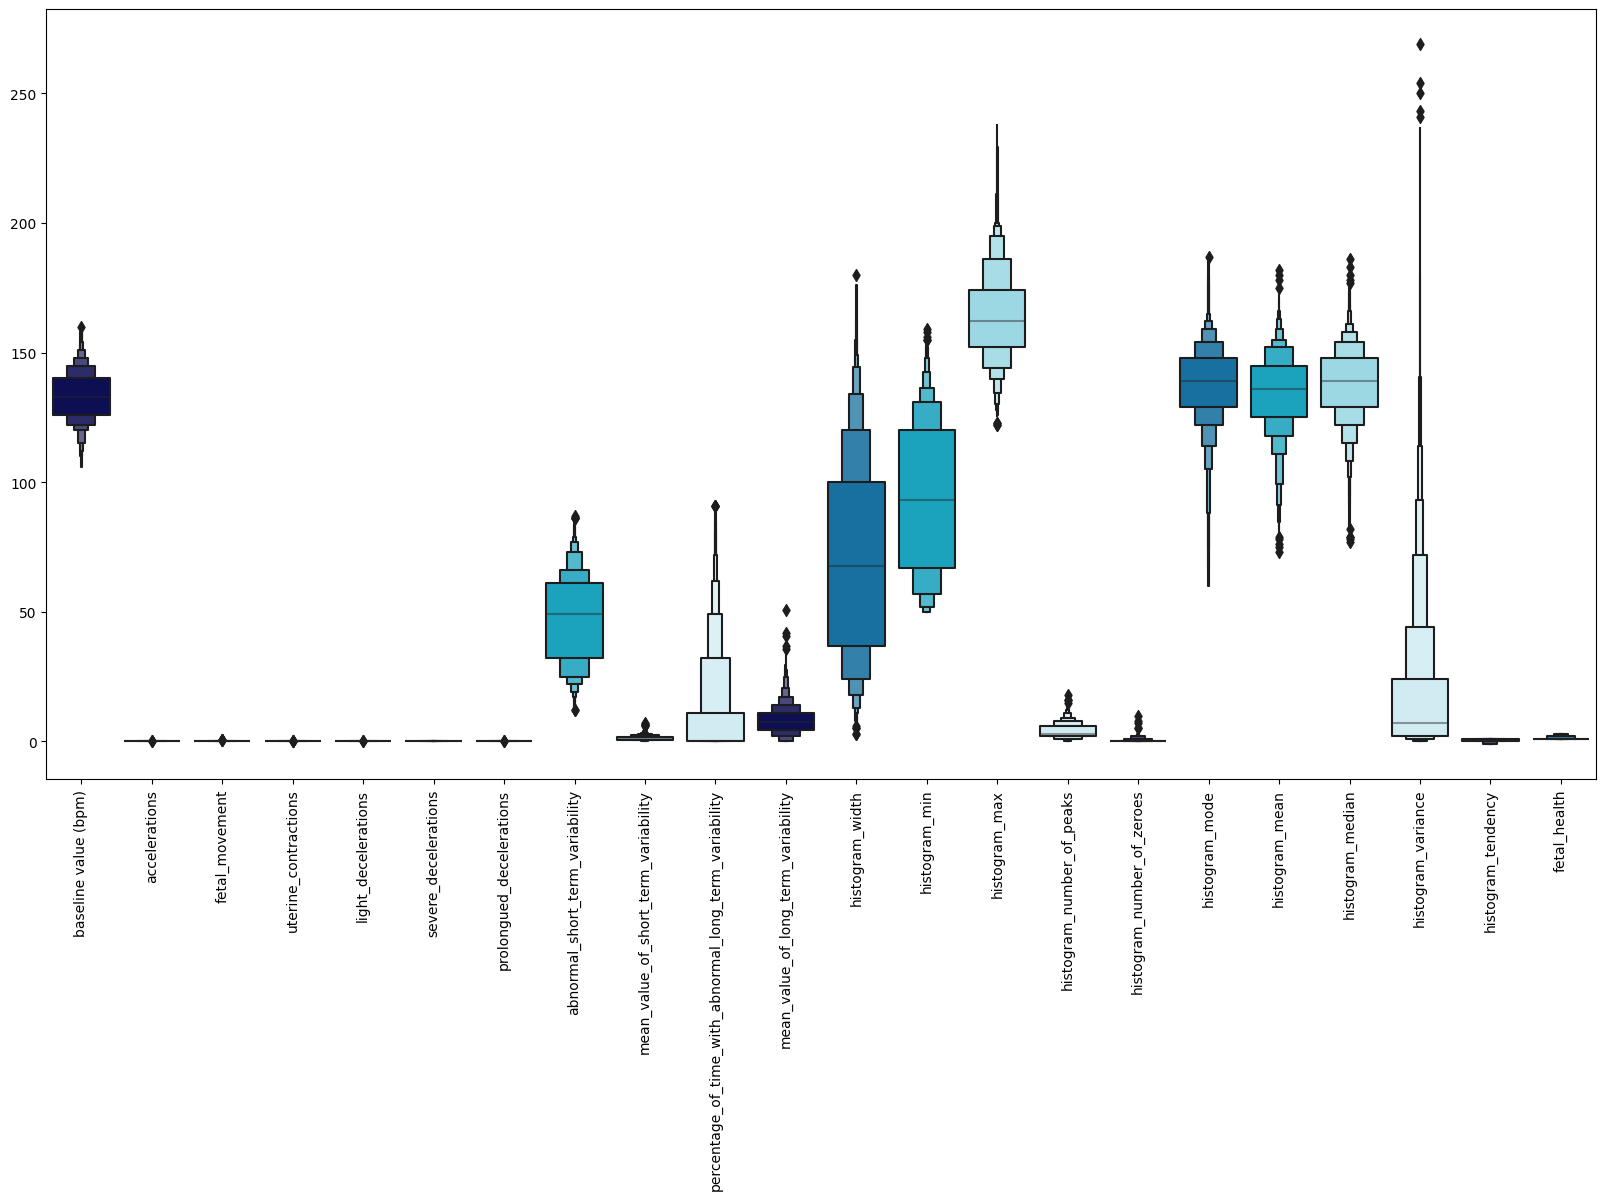 250
200
150
100
50
0
baseline value (bpm)
accelerations
fetal_movement
uterine_contractions
light_decelerations
severe_decelerations
prolongued_decelerations
abnormal_short_term_variability
mean_value_of_short_term_variability
percentage_of_time_with_abnormal_long_term_variability
mean_value_of_long_term_variability
histogram_width
histogram_min
histogram_max
histogram_number_of_peaks
histogram_number_of_zeroes
histogram_mode
histogram_mean
histogram_median
histogram_variance
histogram_tendency
fetal_health